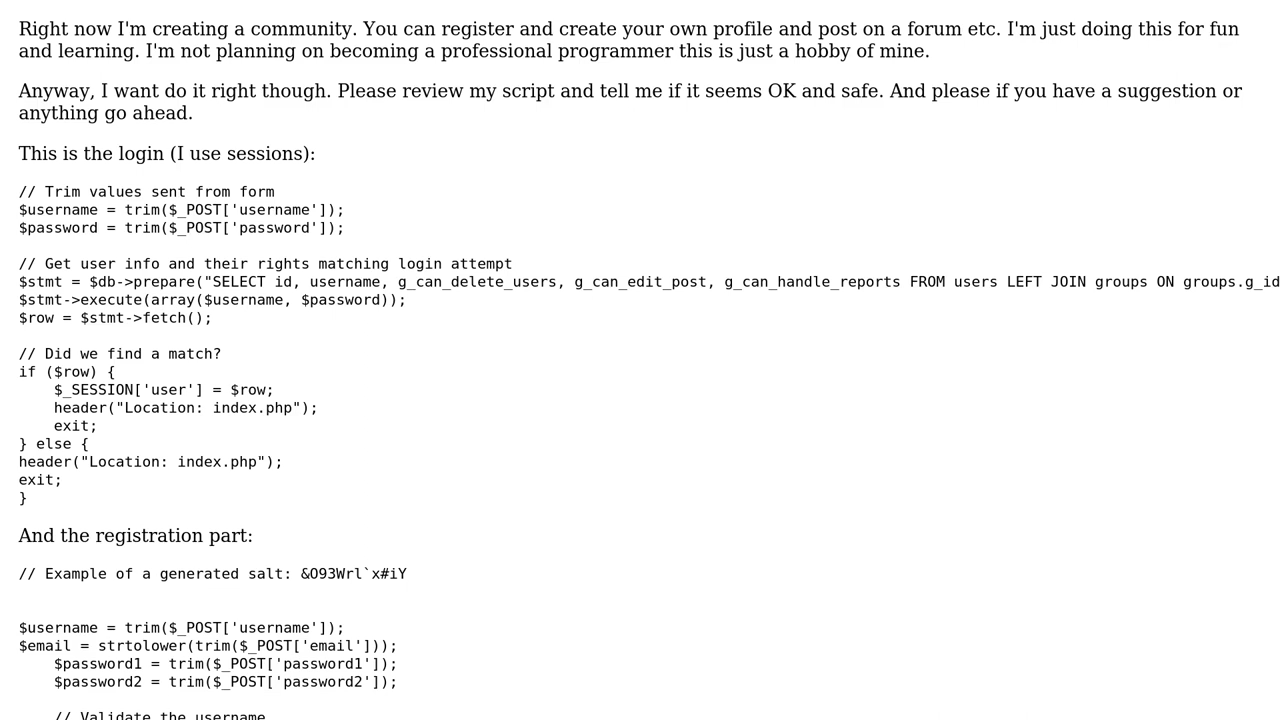 Right now I'm creating a community. You can register and create your own profile and post on a forum etc. I'm just doing this for fun
and learning. I'm not planning on becoming a professional programmer this is just a hobby of mine.
Anyway, I want do it right though. Please review my script and tell me if it seems OK and safe. And please if you have a suggestion or
anything go ahead.
This is the login (I use sessions):
// Trim values sent from form
$username = trim($_POST['username']);
$password = trim($_POST['password']);
// Get user info and their rights matching login attempt
$stmt = $db->prepare("SELECT id, username, g_can_delete_users, g_can_edit_post, g_can_handle_reports FROM users LEFT JOIN groups ON groups.g_id
$stmt->execute(array($username, $password));
$row = $stmt->fetch();
// Did we find a match?
if ($row) {
    $_SESSION['user'] = $row;
    header("Location: index.php");
    exit;
} else {
header("Location: index.php");
exit;
}
And the registration part:
// Example of a generated salt: &O93Wrl`x#iY
$username = trim($_POST['username']);
$email = strtolower(trim($_POST['email']));
    $password1 = trim($_POST['password1']);
    $password2 = trim($_POST['password2']);
    // Validate the username